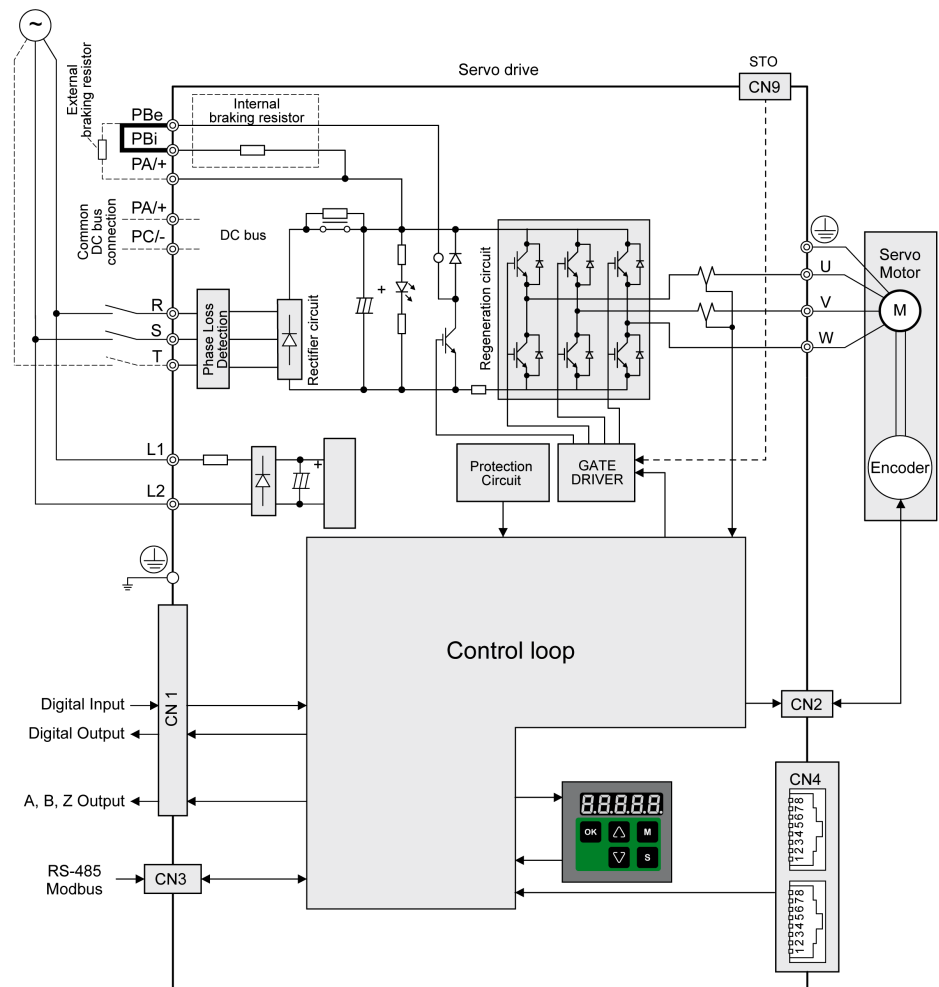 ~
STO
CN9
Servo drive
External
braking resistor
PBe
PBi
PA/+
Internal
braking resistor
Common
DC bus
connection
PA/+
PC/-
DC bus
+
Regeneration circuit
Servo
Motor
M
U
V
W
R
S
T
Phase Loss
Detection
Rectifier circuit
Encoder
L1
L2
+
Protection
Circuit
GATE
DRIVER
Control loop
CN 1
Digital Input
Digital Output
A, B, Z Output
CN2
CN4
12345678
12345678
8.8.8.8.8.
OK
M
S
RS-485
Modbus
CN3